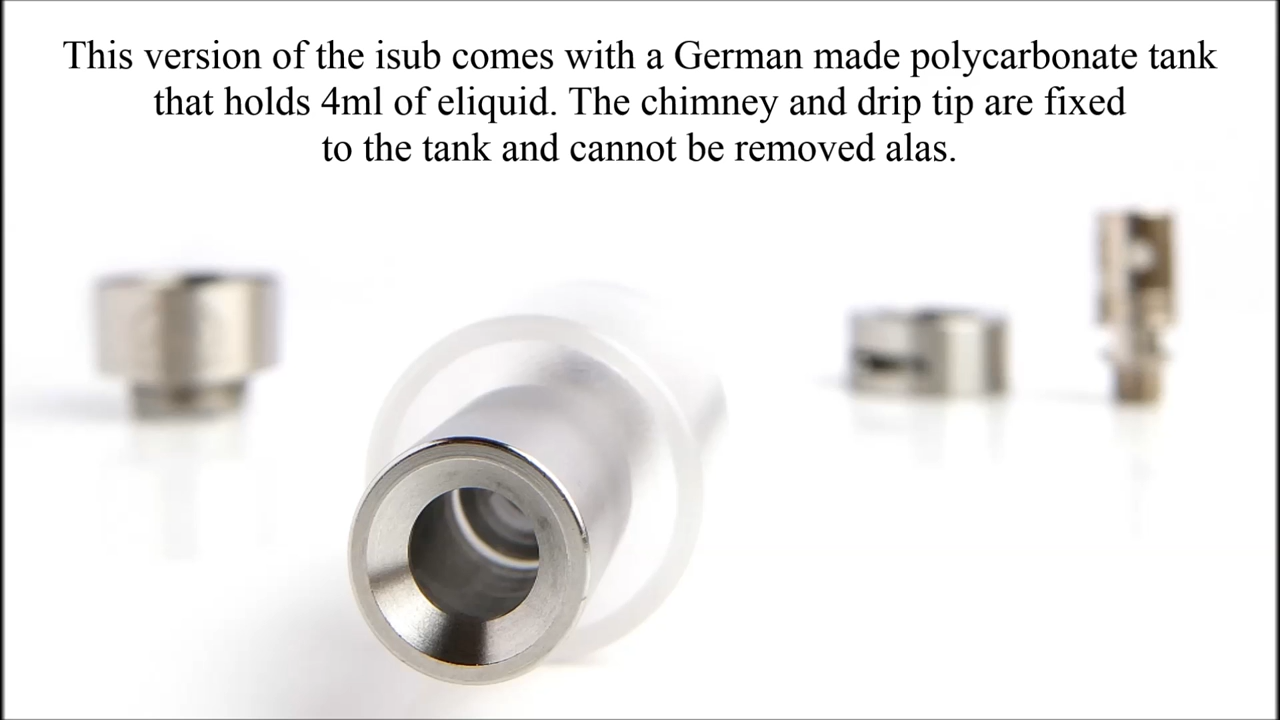 This version of the isub comes with a German made polycarbonate tank
that holds 4ml of eliquid. The chimney and drip tip are fixed
to the tank and cannot be removed alas.